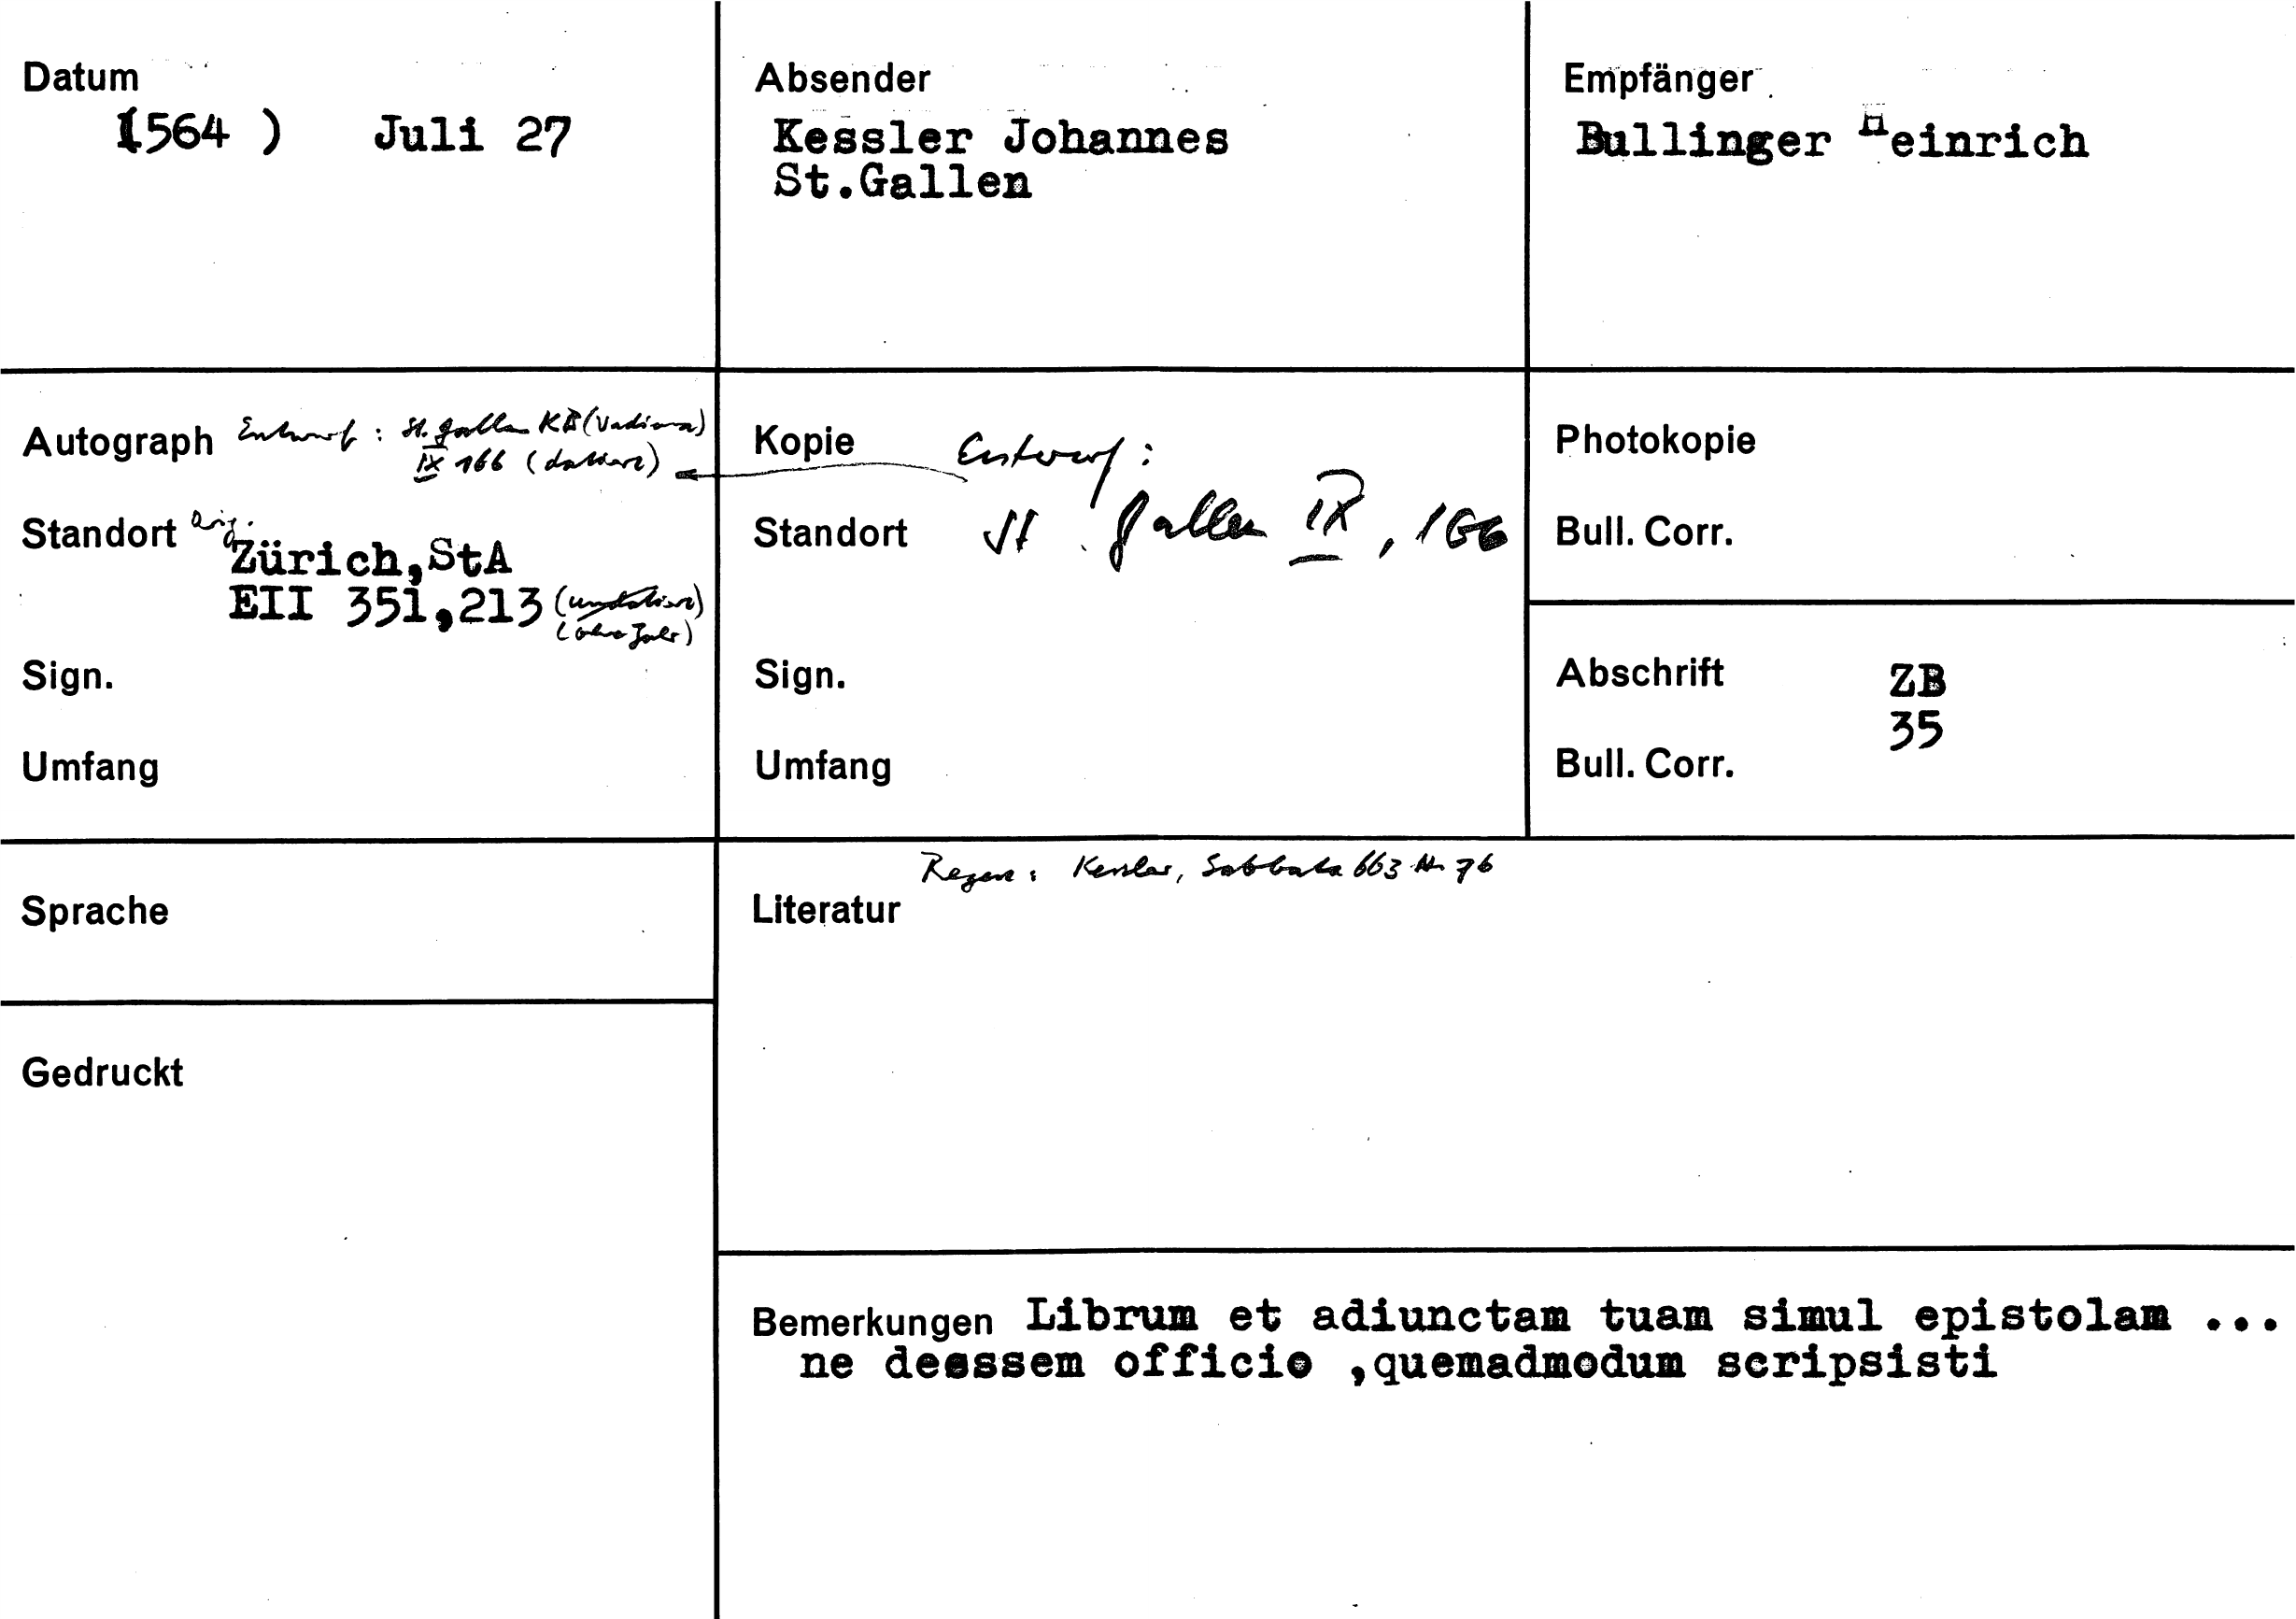 Datum
(1564 ) Juli 27
Absender
Kessler Johannes
St.Gallen
Empfänger
Bullinger Heinrich
Autograph Entwurf : St. Gallen KB (Vadiana)
IX 166 (datiert)
Standort Orig.
Zürich,StA
EII 351,213 (undatiert)
(ohne Jahr)
Sign.
Umfang
Kopie Entwurf :
Standort St. Gallen IX, 166
Sign.
Umfang
Photokopie
Bull. Corr.
Abschrift ZB
35
Bull. Corr.
Sprache
Regest : Kessler, Sabbata 663 Nr. 76
Literatur
Gedruckt
Bemerkungen Librum et adiunctam tuam simul epistolam ...
ne deessem officio ,quemadmodum scripsisti